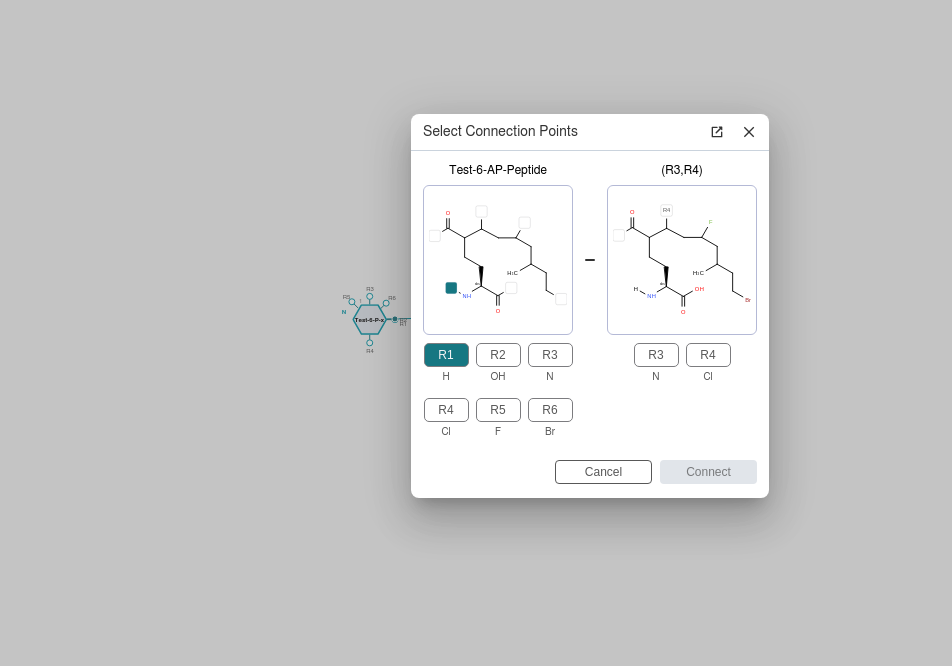 Select Connection Points
Test-6-AP-Peptide
(R3,R4)
O
H₃C
NH
O
O
R4
F
H₃C
H
NH
OH
O
Br
R1
R2
R3
H
OH
N
R4
R5
R6
Cl
F
Br
R3
R4
N
Cl
Cancel
Connect
R3
R5
R6
N
Test-6-P-x
R1
R4